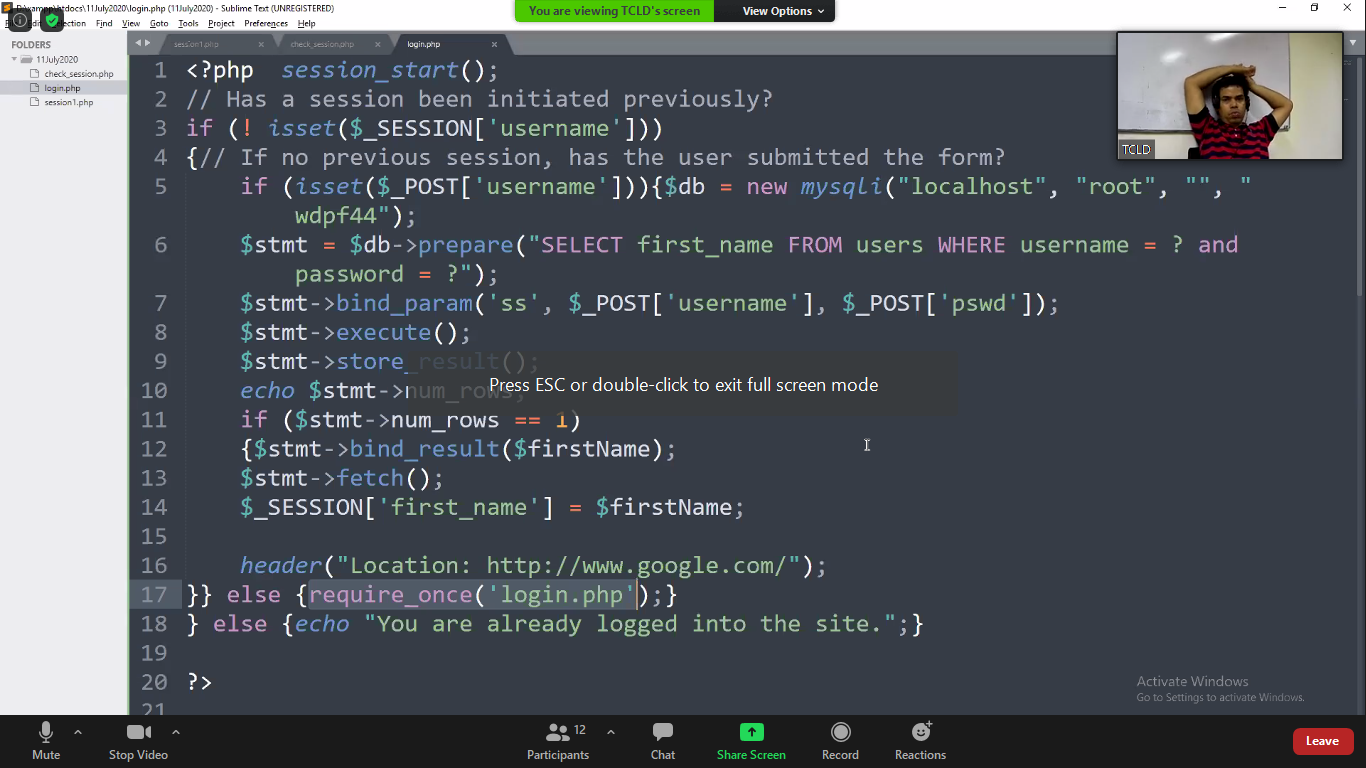 D:\xampp\htdocs\11July2020\login.php (11July2020) - Sublime Text (UNREGISTERED)
You are viewing TCLD's screen View Options
Selection Find View Goto Tools Project Preferences Help
FOLDERS
11July2020
check_session.php
login.php
session1.php
session1.php check_session.php login.php
1 <?php session_start();
2 // Has a session been initiated previously?
3 if (! isset($_SESSION['username']))
4 {// If no previous session, has the user submitted the form?
5 if (isset($_POST['username'])){$db = new mysqli("localhost", "root", "", "
wdpf44");
6 $stmt = $db->prepare("SELECT first_name FROM users WHERE username = ? and
password = ?");
7 $stmt->bind_param('ss', $_POST['username'], $_POST['pswd']);
8 $stmt->execute();
9 $stmt->store_result();
10 echo $stmt->num_rows;
Press ESC or double-click to exit full screen mode
11 if ($stmt->num_rows == 1)
12 {$stmt->bind_result($firstName);
13 $stmt->fetch();
14 $_SESSION['first_name'] = $firstName;
15
16 header("Location: http://www.google.com/");
17 }} else {require_once('login.php');}
18 } else {echo "You are already logged into the site.";}
19
20 ?>
21
TCLD
Activate Windows
Go to Settings to activate Windows.
Mute
Stop Video
Participants 12
Chat
Share Screen
Record
Reactions
Leave